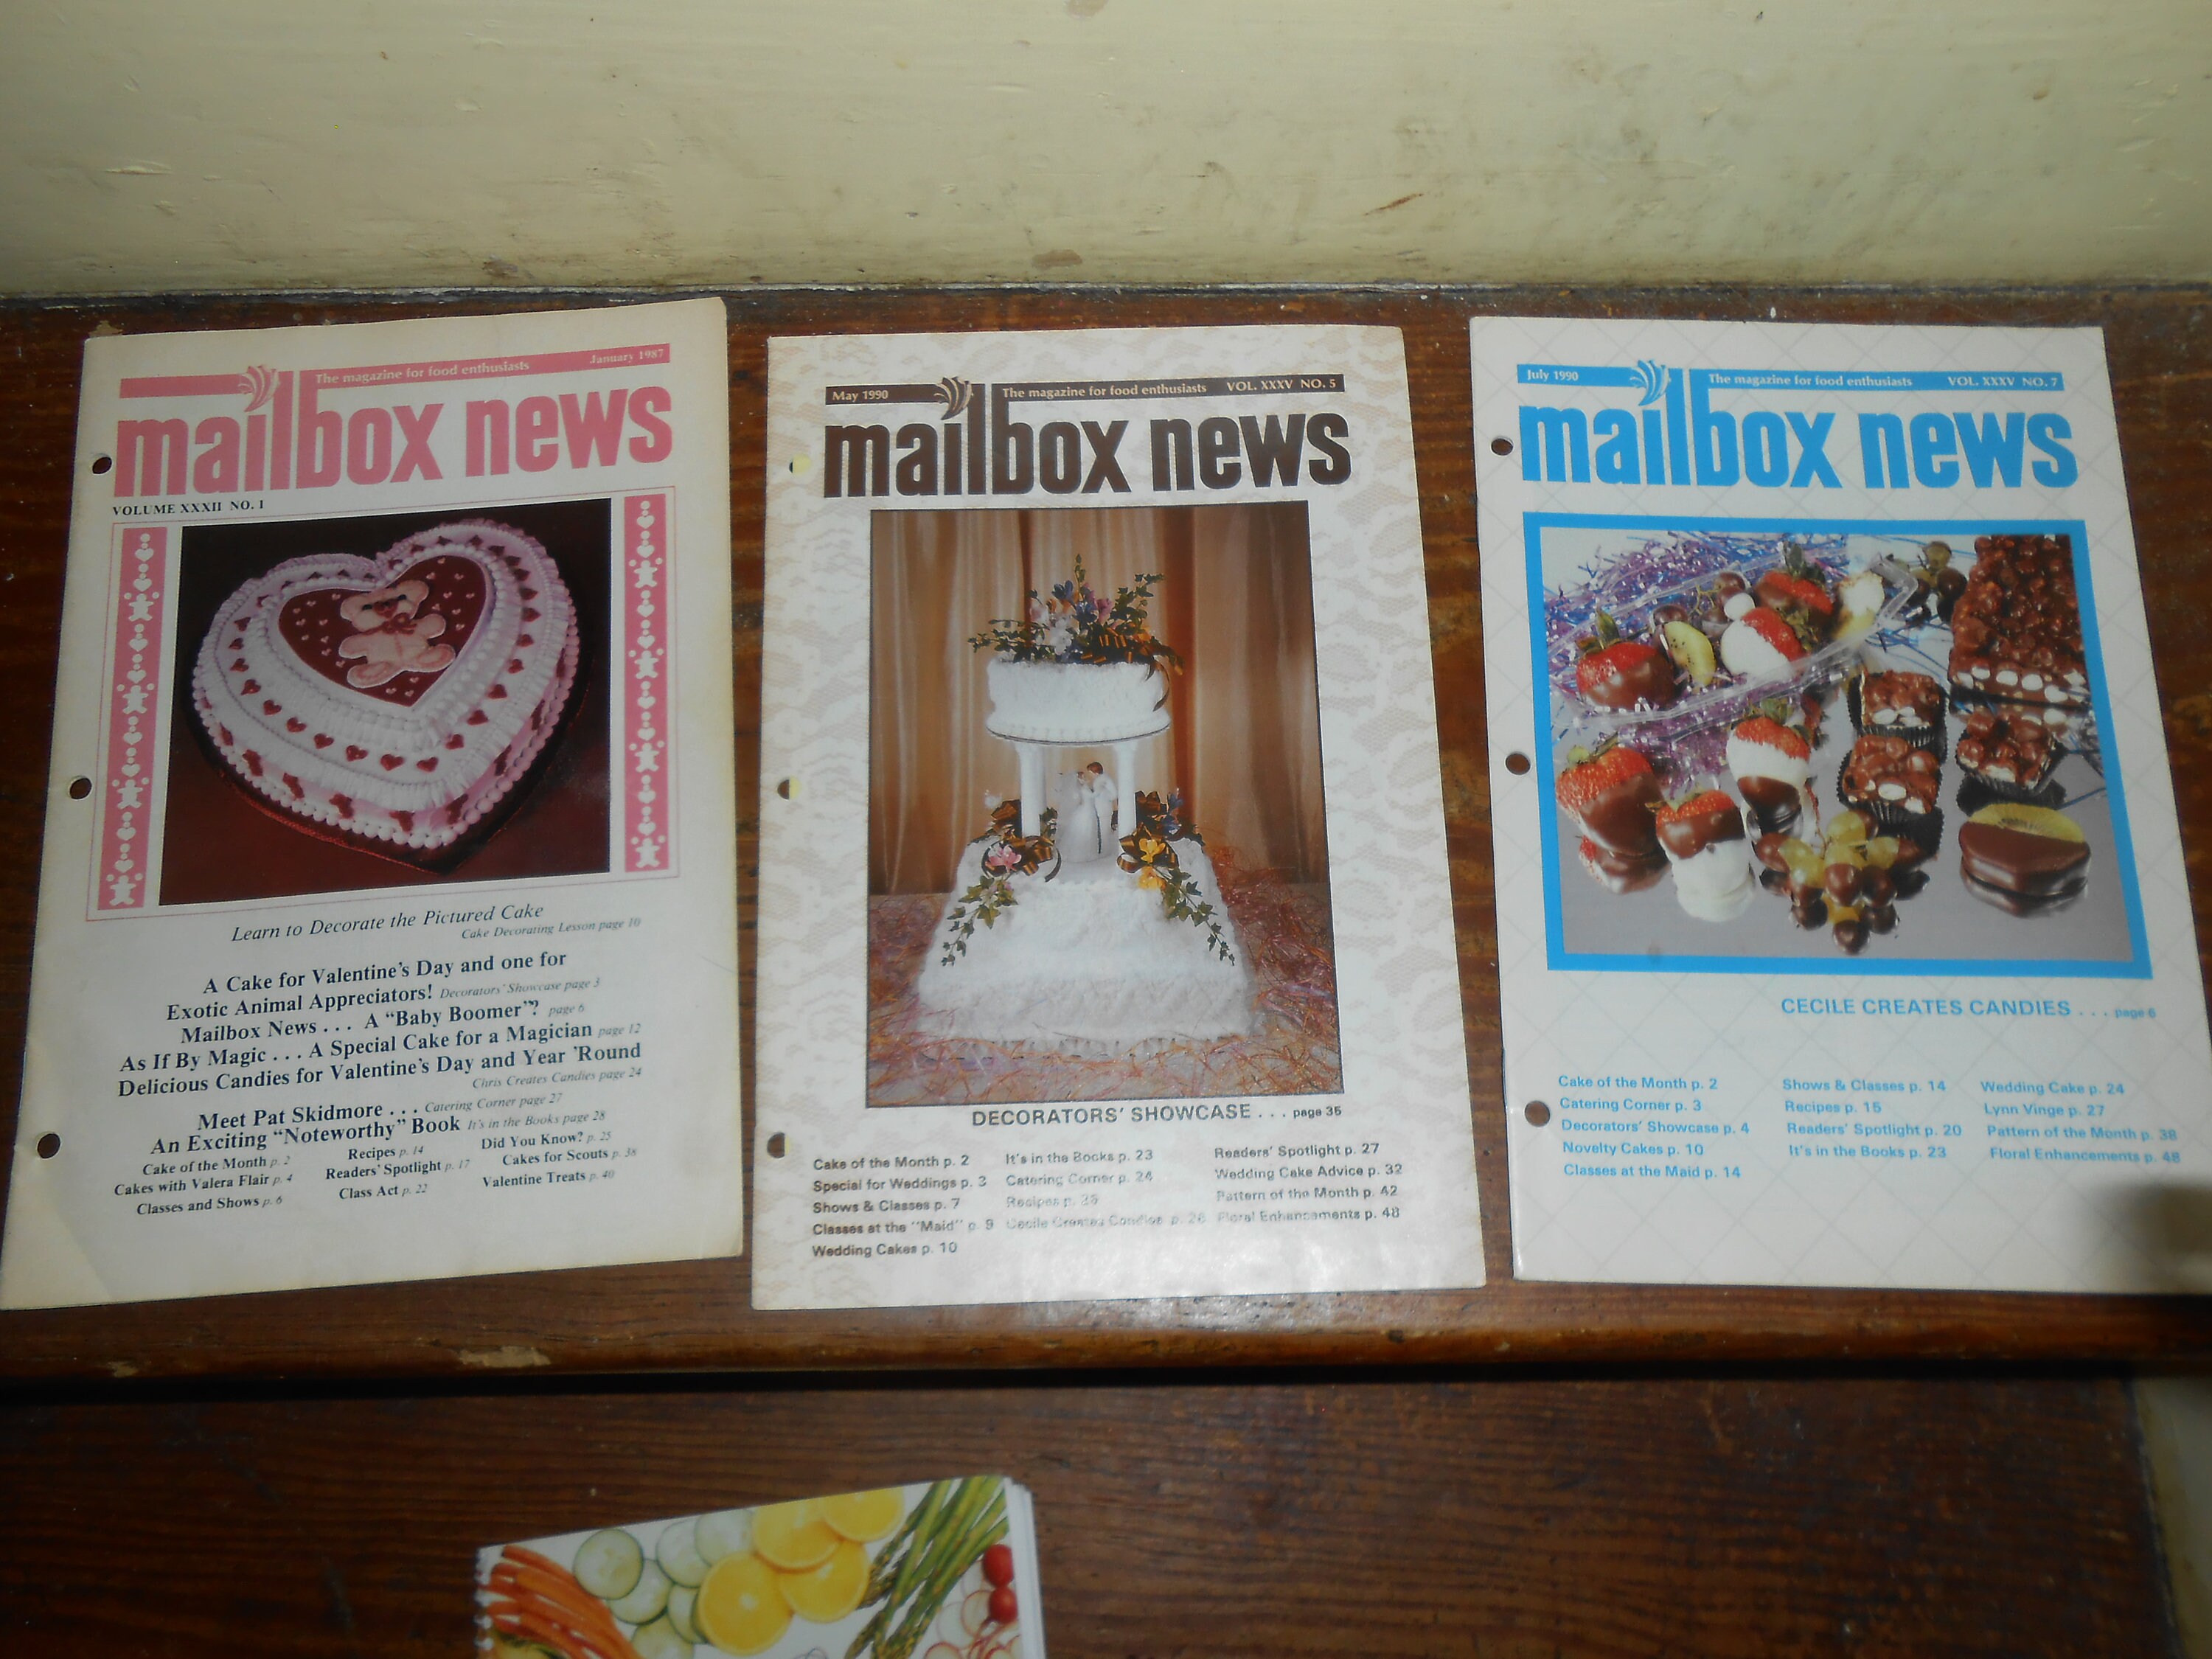 January 1987
The magazine for food enthusiasts
mailbox news
VOLUME XXXII NO. 1
Learn to Decorate the Pictured Cake
Cake Decorating Lesson page 10
A Cake for Valentine's Day and one for
Exotic Animal Appreciators! Decorators' Showcase page 3
Mailbox News . . . A "Baby Boomer"? page 6
As If By Magic . . . A Special Cake for a Magician page 12
Delicious Candies for Valentine's Day and Year 'Round
Chris Creates Candies page 24
Meet Pat Skidmore . . . Catering Corner page 27
An Exciting "Noteworthy" Book It's in the Books page 28
Cake of the Month p. 2
Cakes with Valera Flair p. 4
Classes and Shows p. 6
Recipes p. 14
Readers' Spotlight p. 17
Class Act p. 22
Did You Know? p. 25
Cakes for Scouts p. 38
Valentine Treats p. 40
May 1990
The magazine for food enthusiasts VOL. XXXV NO. 5
mailbox news
DECORATORS' SHOWCASE . . . page 35
Cake of the Month p. 2
Special for Weddings p. 3
Shows & Classes p. 7
Classes at the "Maid" p. 9
Wedding Cakes p. 10
It's in the Books p. 23
Catering Corner p. 24
Recipes p. 25
Cecile Creates Candies p. 26
Readers' Spotlight p. 27
Wedding Cake Advice p. 32
Pattern of the Month p. 42
Floral Enhancements p. 48
July 1990
The magazine for food enthusiasts VOL. XXXV NO. 7
mailbox news
CECILE CREATES CANDIES . . . page 6
Cake of the Month p. 2
Catering Corner p. 3
Decorators' Showcase p. 4
Novelty Cakes p. 10
Classes at the Maid p. 14
Shows & Classes p. 14
Recipes p. 15
Readers' Spotlight p. 20
It's in the Books p. 23
Wedding Cake p. 24
Lynn Vinge p. 27
Pattern of the Month p. 38
Floral Enhancements p. 48